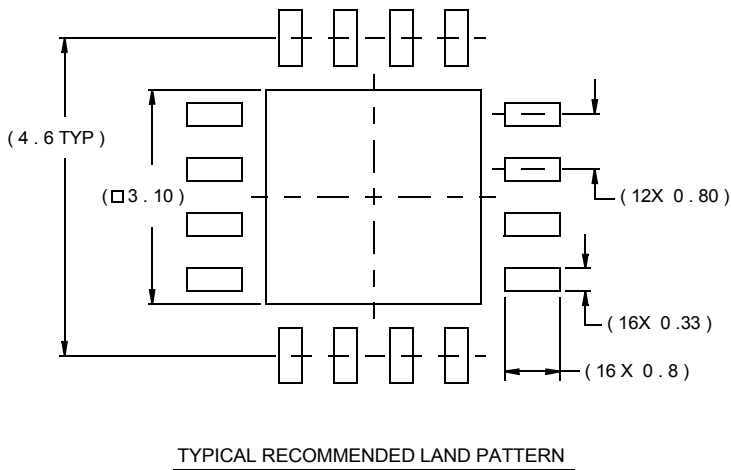 ( 4 . 6 TYP )
( □ 3 . 10 )
( 12X 0 . 80 )
( 16X 0 .33 )
( 16 X 0 . 8 )
TYPICAL RECOMMENDED LAND PATTERN